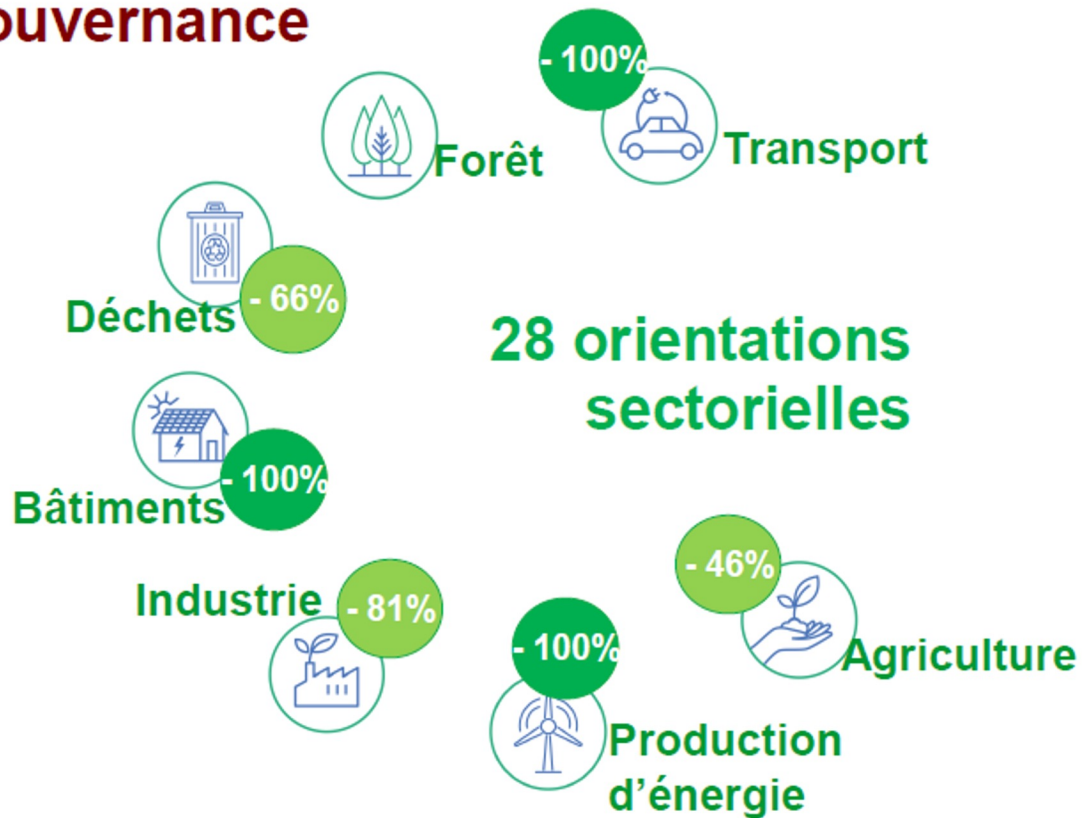 ouvernance
- 100%
Forêt
Transport
Déchets
- 66%
28 orientations
sectorielles
Bâtiments
- 100%
Industrie
- 81%
- 100%
Production
d’énergie
- 46%
Agriculture